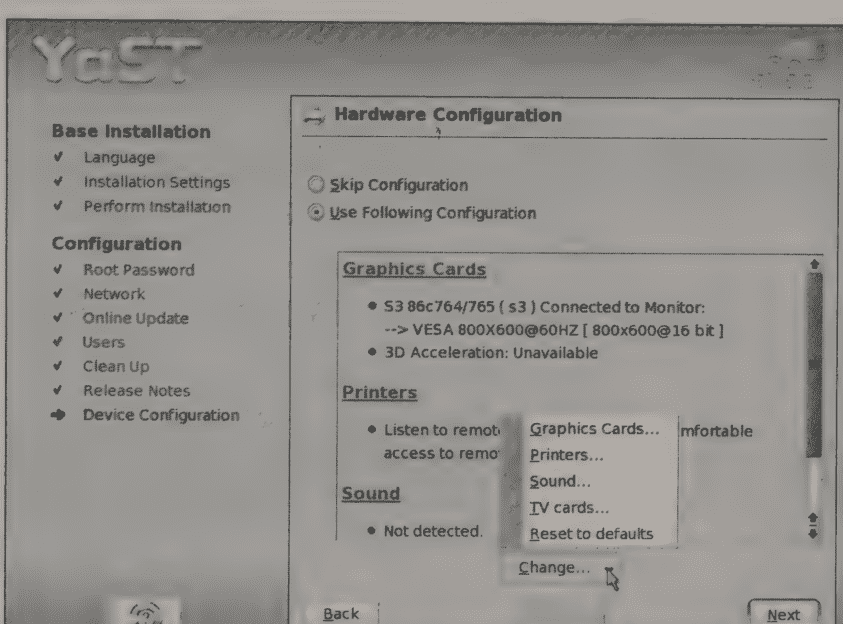 YaST
Base Installation
Language
Installation Settings
Perform Installation
Configuration
Root Password
Network
Online Update
Users
Clean Up
Release Notes
Device Configuration
Hardware Configuration
Skip Configuration
Use Following Configuration
Graphics Cards
S3 86c764/765 ( s3 ) Connected to Monitor:
--> VESA 800X600@60HZ [ 800x600@16 bit ]
3D Acceleration: Unavailable
Printers
Listen to remot mfortable
access to remo
Sound
Not detected.
Graphics Cards...
Printers...
Sound...
TV cards...
Reset to defaults
Change...
Back
Next